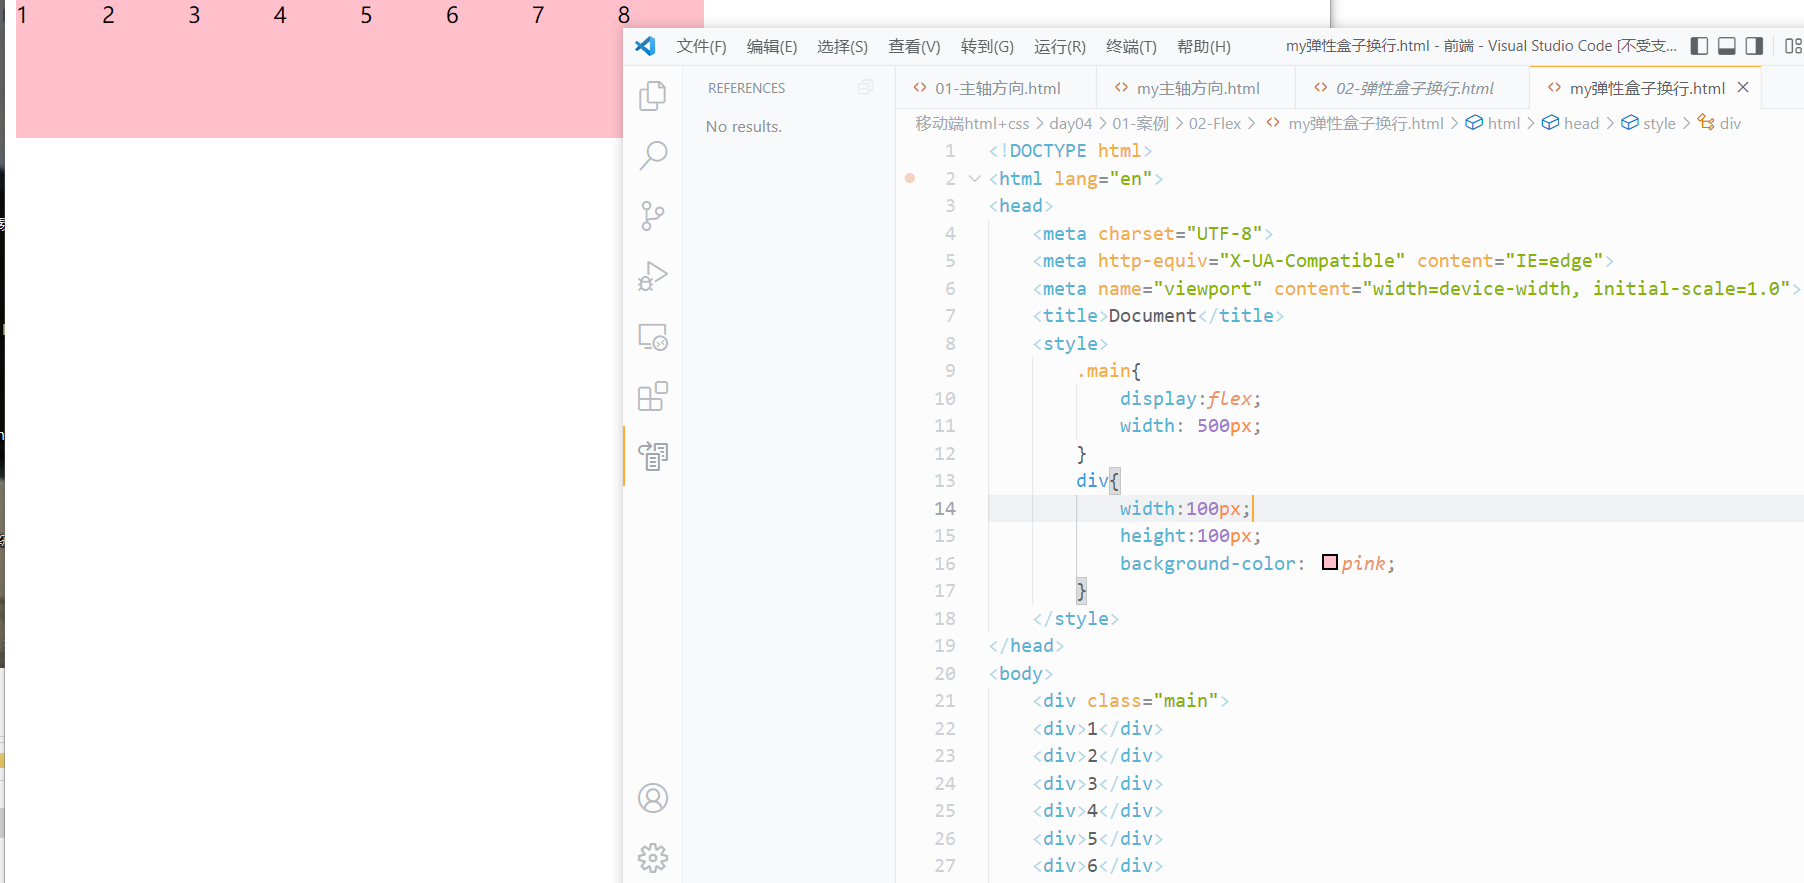 1 2 3 4 5 6 7 8
文件(F) 编辑(E) 选择(S) 查看(V) 转到(G) 运行(R) 终端(T) 帮助(H) my弹性盒子换行.html - 前端 - Visual Studio Code [不受支...
REFERENCES
No results.
01-主轴方向.html my主轴方向.html 02-弹性盒子换行.html my弹性盒子换行.html
移动端html+css > day04 > 01-案例 > 02-Flex > my弹性盒子换行.html > html > head > style > div
1 <!DOCTYPE html>
2 <html lang="en">
3 <head>
4 <meta charset="UTF-8">
5 <meta http-equiv="X-UA-Compatible" content="IE=edge">
6 <meta name="viewport" content="width=device-width, initial-scale=1.0">
7 <title>Document</title>
8 <style>
9 .main{
10 display:flex;
11 width: 500px;
12 }
13 div{
14 width:100px;
15 height:100px;
16 background-color: pink;
17 }
18 </style>
19 </head>
20 <body>
21 <div class="main">
22 <div>1</div>
23 <div>2</div>
24 <div>3</div>
25 <div>4</div>
26 <div>5</div>
27 <div>6</div>